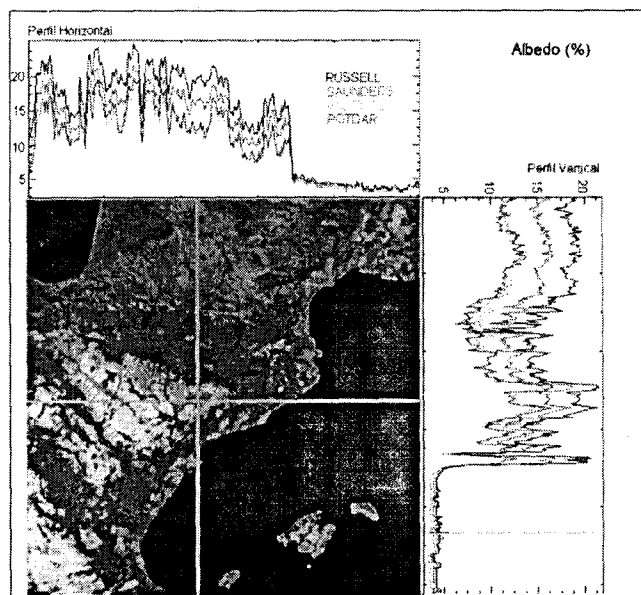 Perfil Horizontal
Albedo (%)
20
15
10
5
RUSSELL
SAUNDERS
POTDAR
Perfil Vertical
5
10
15
20